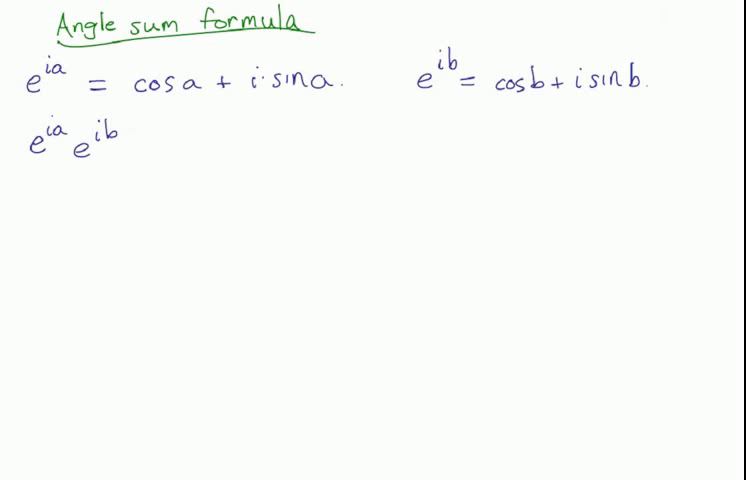 Angle sum formula
e^{ia} = cos a + i·sin a. e^{ib} = cos b + i sin b.
e^{ia} e^{ib}